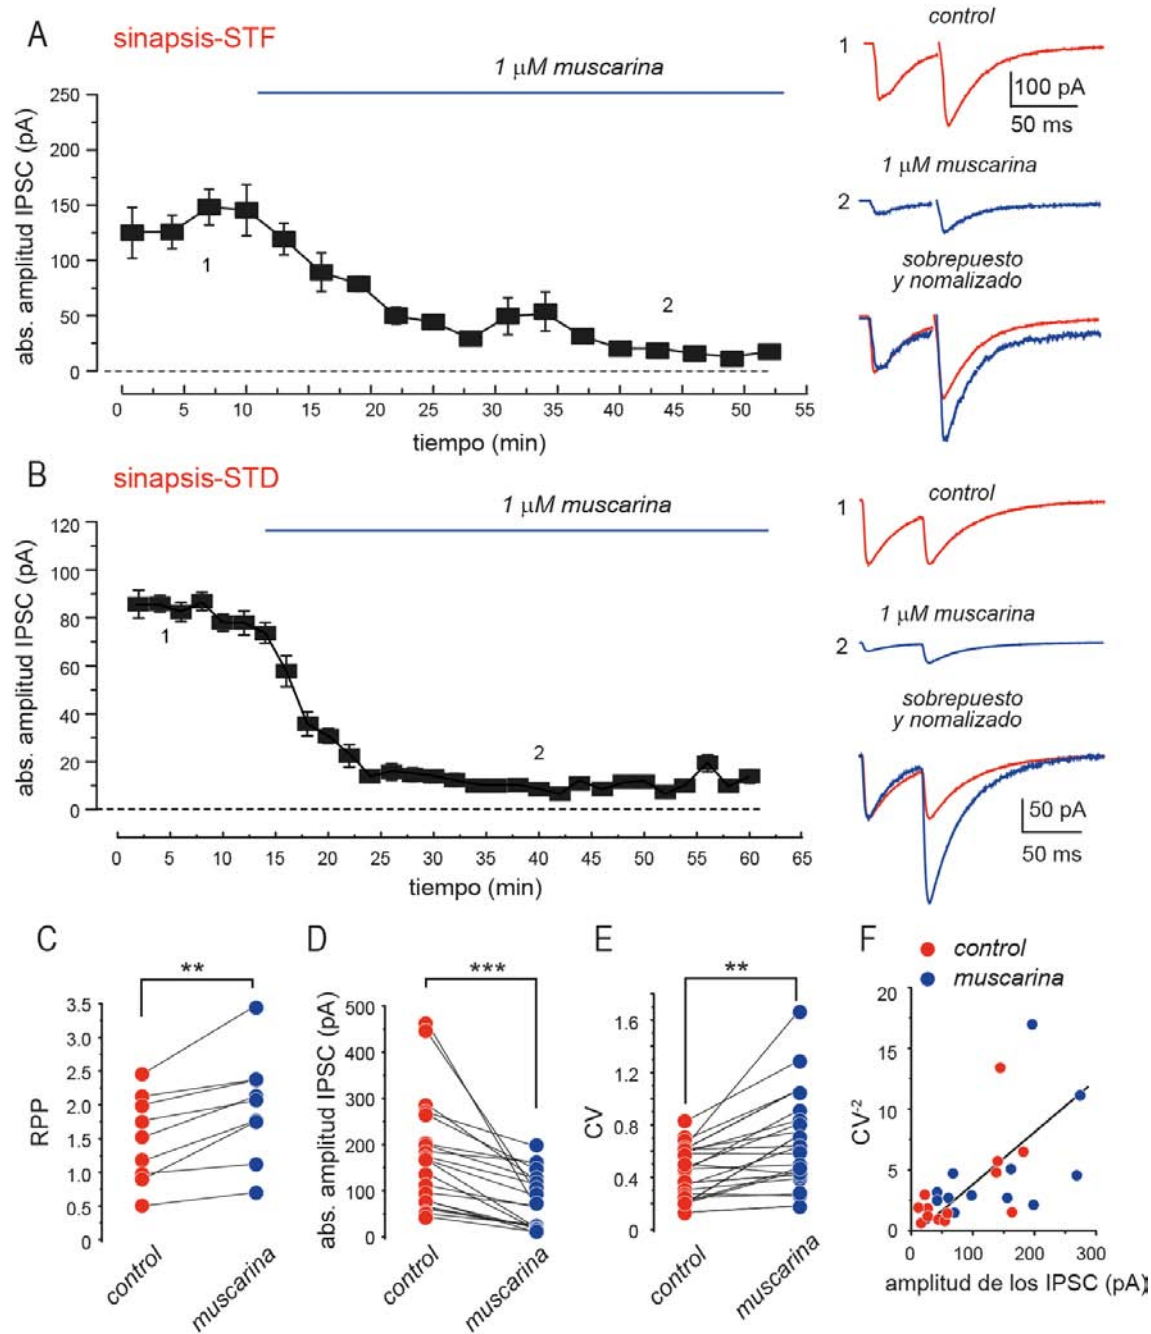 A
sinapsis-STF
1 μM muscarina
abs. amplitud IPSC (pA)
250
200
150
100
50
0
1
2
0 5 10 15 20 25 30 35 40 45 50 55
tiempo (min)
control
1
100 pA
50 ms
1 μM muscarina
2
sobrepuesto
y nomalizado
B
sinapsis-STD
1 μM muscarina
abs. amplitud IPSC (pA)
120
100
80
60
40
20
0
1
2
0 5 10 15 20 25 30 35 40 45 50 55 60 65
tiempo (min)
control
1
1 μM muscarina
2
sobrepuesto
y nomalizado
50 pA
50 ms
C
**
RPP
3.5
3.0
2.5
2.0
1.5
1.0
0.5
0
control
muscarina
D
***
abs. amplitud IPSC (pA)
500
400
300
200
100
0
control
muscarina
E
**
CV
1.6
1.2
0.8
0.4
0
control
muscarina
F
control
muscarina
CV⁻²
20
15
10
5
0
0 100 200 300
amplitud de los IPSC (pA)